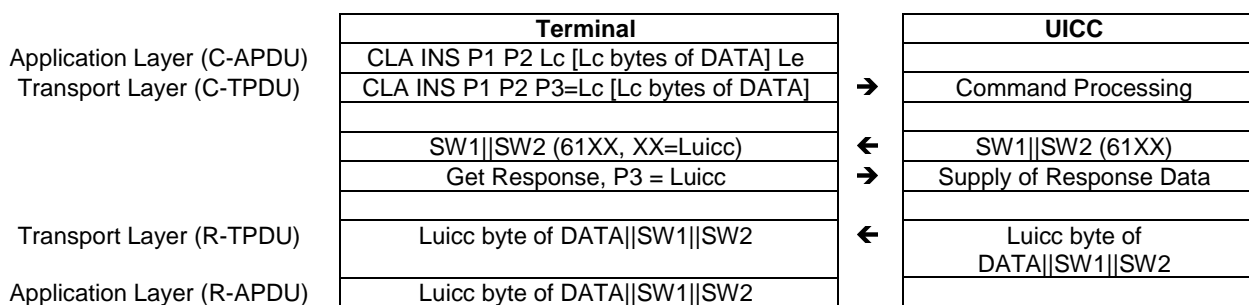 Terminal UICC
Application Layer (C-APDU) CLA INS P1 P2 Lc [Lc bytes of DATA] Le
Transport Layer (C-TPDU) CLA INS P1 P2 P3=Lc [Lc bytes of DATA] → Command Processing
SW1||SW2 (61XX, XX=Luicc) ← SW1||SW2 (61XX)
Get Response, P3 = Luicc → Supply of Response Data
Transport Layer (R-TPDU) Luicc byte of DATA||SW1||SW2 ← Luicc byte of
DATA||SW1||SW2
Application Layer (R-APDU) Luicc byte of DATA||SW1||SW2